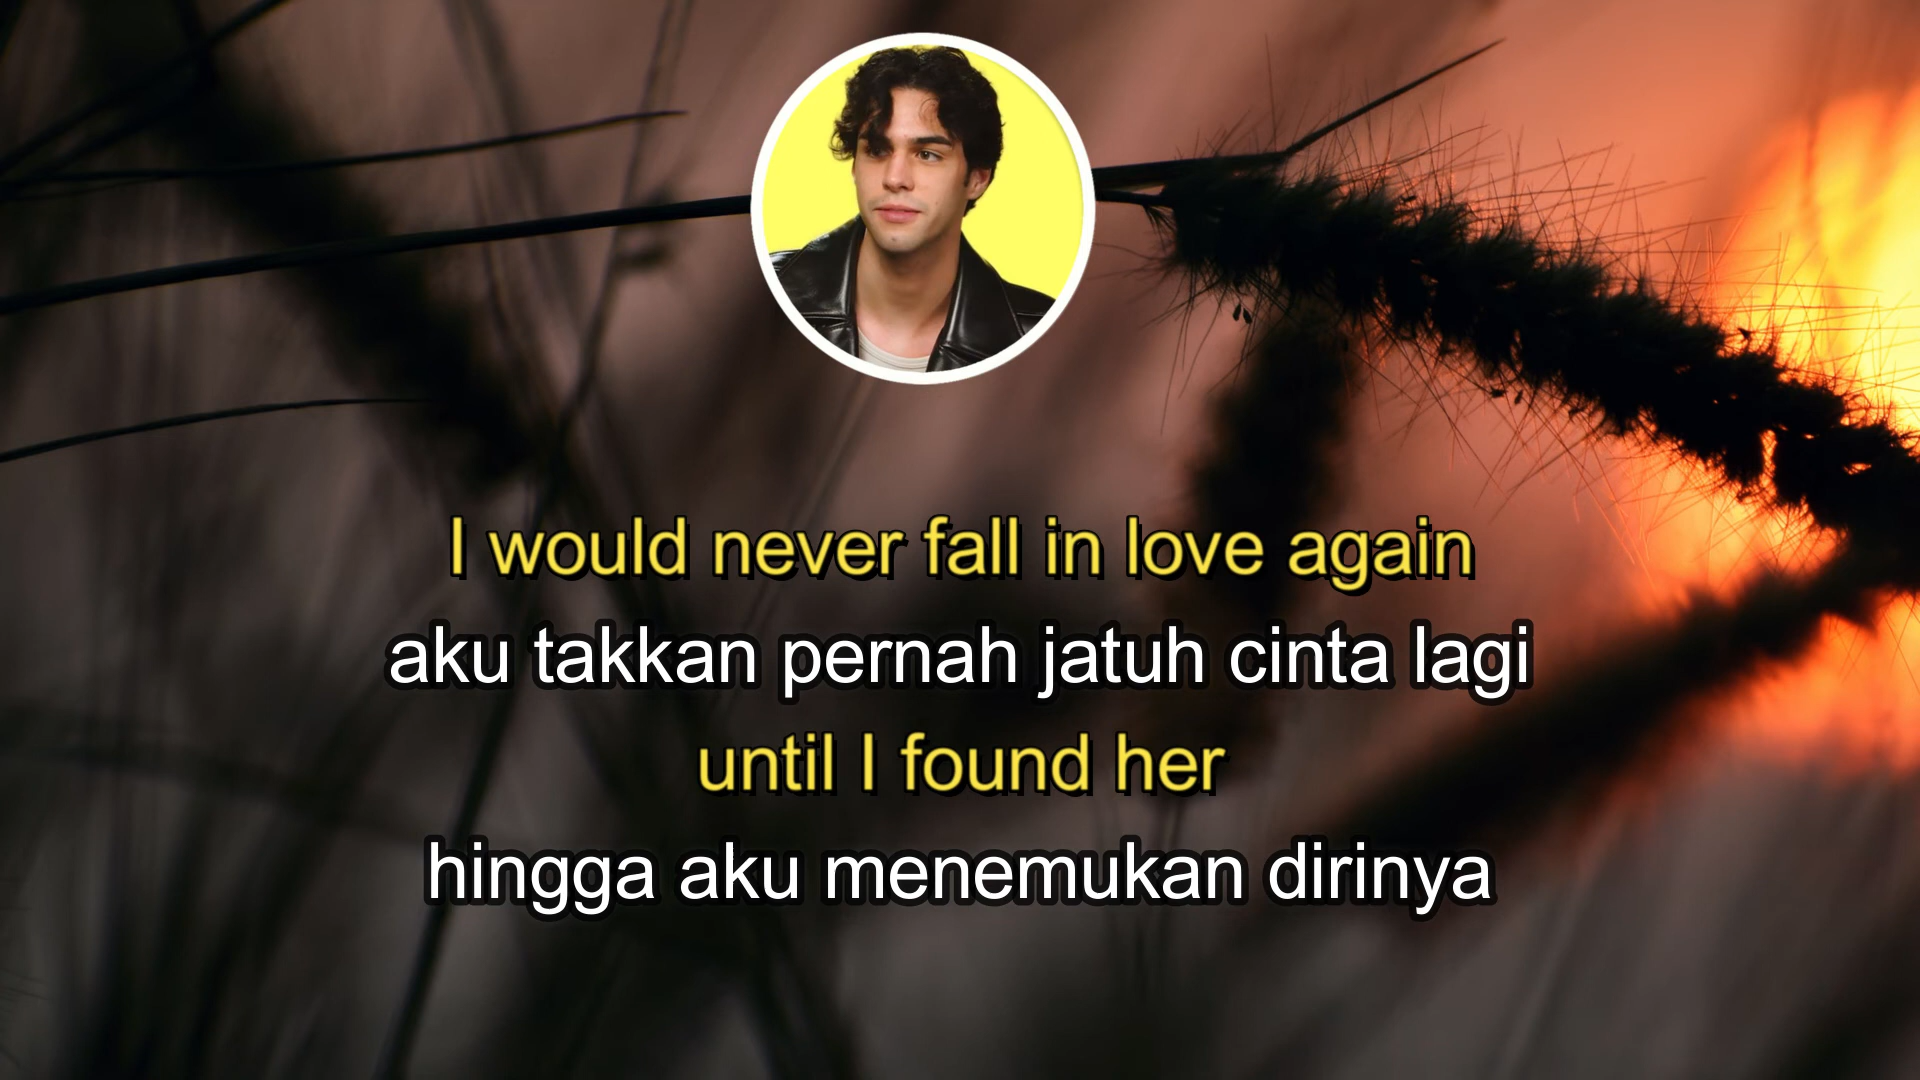 I would never fall in love again
aku takkan pernah jatuh cinta lagi
until I found her
hingga aku menemukan dirinya